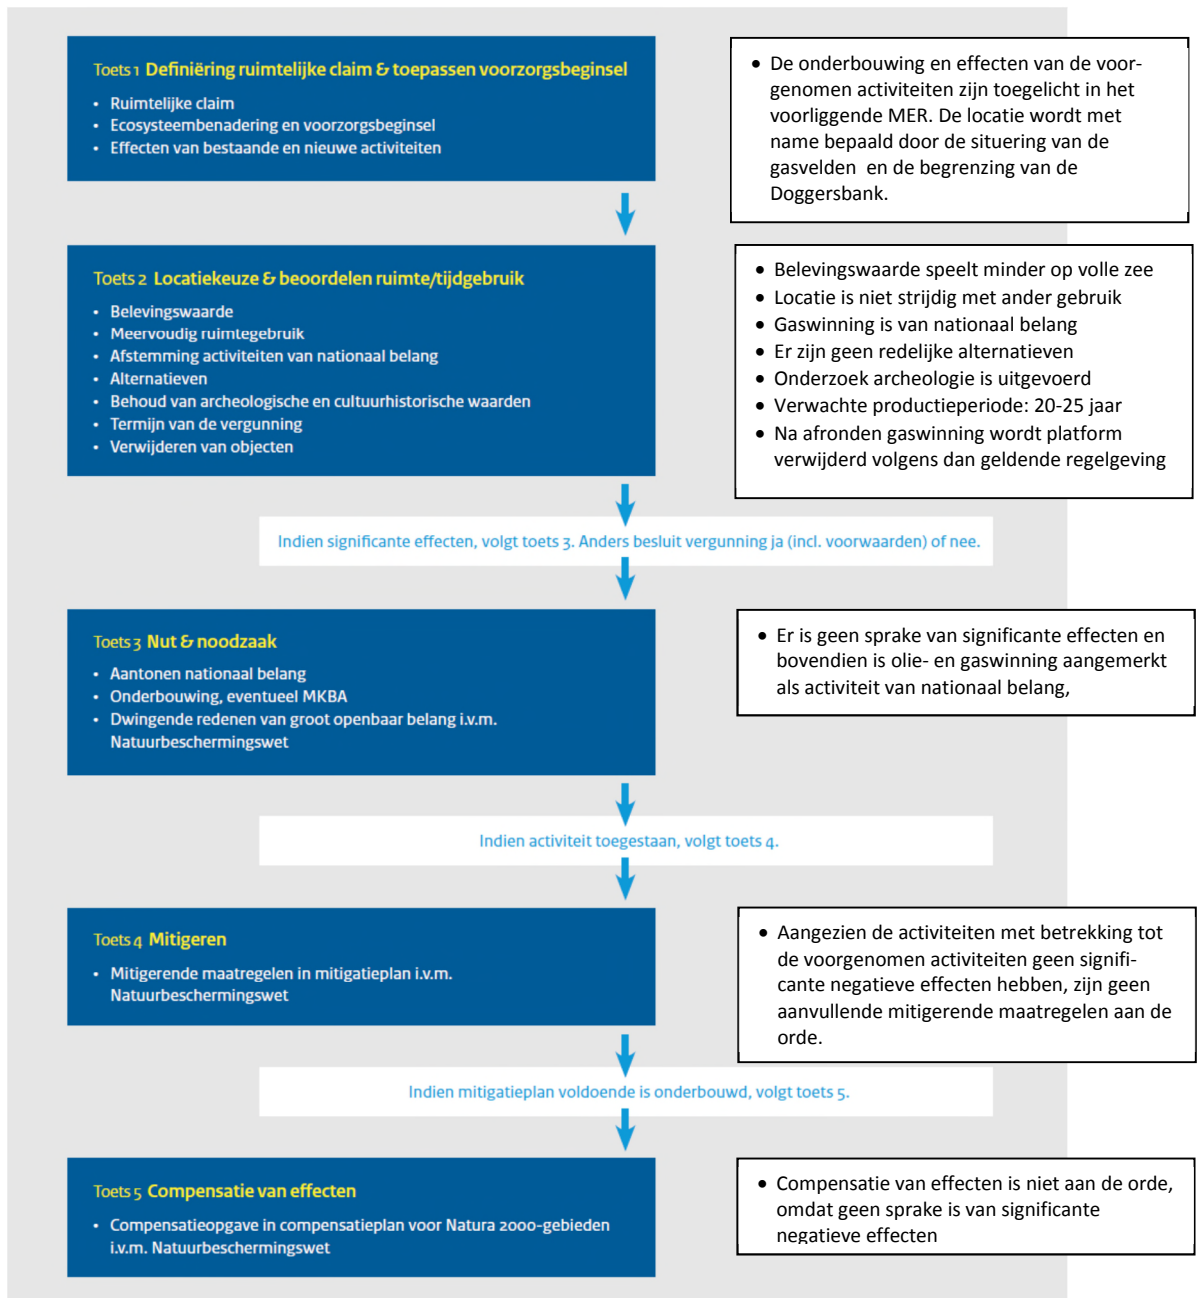 Toets 1 Definiëring ruimtelijke claim & toepassen voorzorgsbeginsel
• Ruimtelijke claim
• Ecosysteembenadering en voorzorgsbeginsel
• Effecten van bestaande en nieuwe activiteiten
• De onderbouwing en effecten van de voor-
genomen activiteiten zijn toegelicht in het
voorliggende MER. De locatie wordt met
name bepaald door de situering van de
gasvelden en de begrenzing van de
Doggersbank.
Toets 2 Locatiekeuze & beoordelen ruimte/tijdgebruik
• Belevingswaarde
• Meervoudig ruimtegebruik
• Afstemming activiteiten van nationaal belang
• Alternatieven
• Behoud van archeologische en cultuurhistorische waarden
• Termijn van de vergunning
• Verwijderen van objecten
• Belevingswaarde speelt minder op volle zee
• Locatie is niet strijdig met ander gebruik
• Gaswinning is van nationaal belang
• Er zijn geen redelijke alternatieven
• Onderzoek archeologie is uitgevoerd
• Verwachte productieperiode: 20-25 jaar
• Na afronden gaswinning wordt platform
verwijderd volgens dan geldende regelgeving
Indien significante effecten, volgt toets 3. Anders besluit vergunning ja (incl. voorwaarden) of nee.
Toets 3 Nut & noodzaak
• Aantonen nationaal belang
• Onderbouwing, eventueel MKBA
• Dwingende redenen van groot openbaar belang i.v.m.
Natuurbeschermingswet
• Er is geen sprake van significante effecten en
bovendien is olie- en gaswinning aangemerkt
als activiteit van nationaal belang,
Indien activiteit toegestaan, volgt toets 4.
Toets 4 Mitigeren
• Mitigerende maatregelen in mitigatieplan i.v.m.
Natuurbeschermingswet
• Aangezien de activiteiten met betrekking tot
de voorgenomen activiteiten geen signifi-
cante negatieve effecten hebben, zijn geen
aanvullende mitigerende maatregelen aan de
orde.
Indien mitigatieplan voldoende is onderbouwd, volgt toets 5.
Toets 5 Compensatie van effecten
• Compensatieopgave in compensatieplan voor Natura 2000-gebieden
i.v.m. Natuurbeschermingswet
• Compensatie van effecten is niet aan de orde,
omdat geen sprake is van significante
negatieve effecten